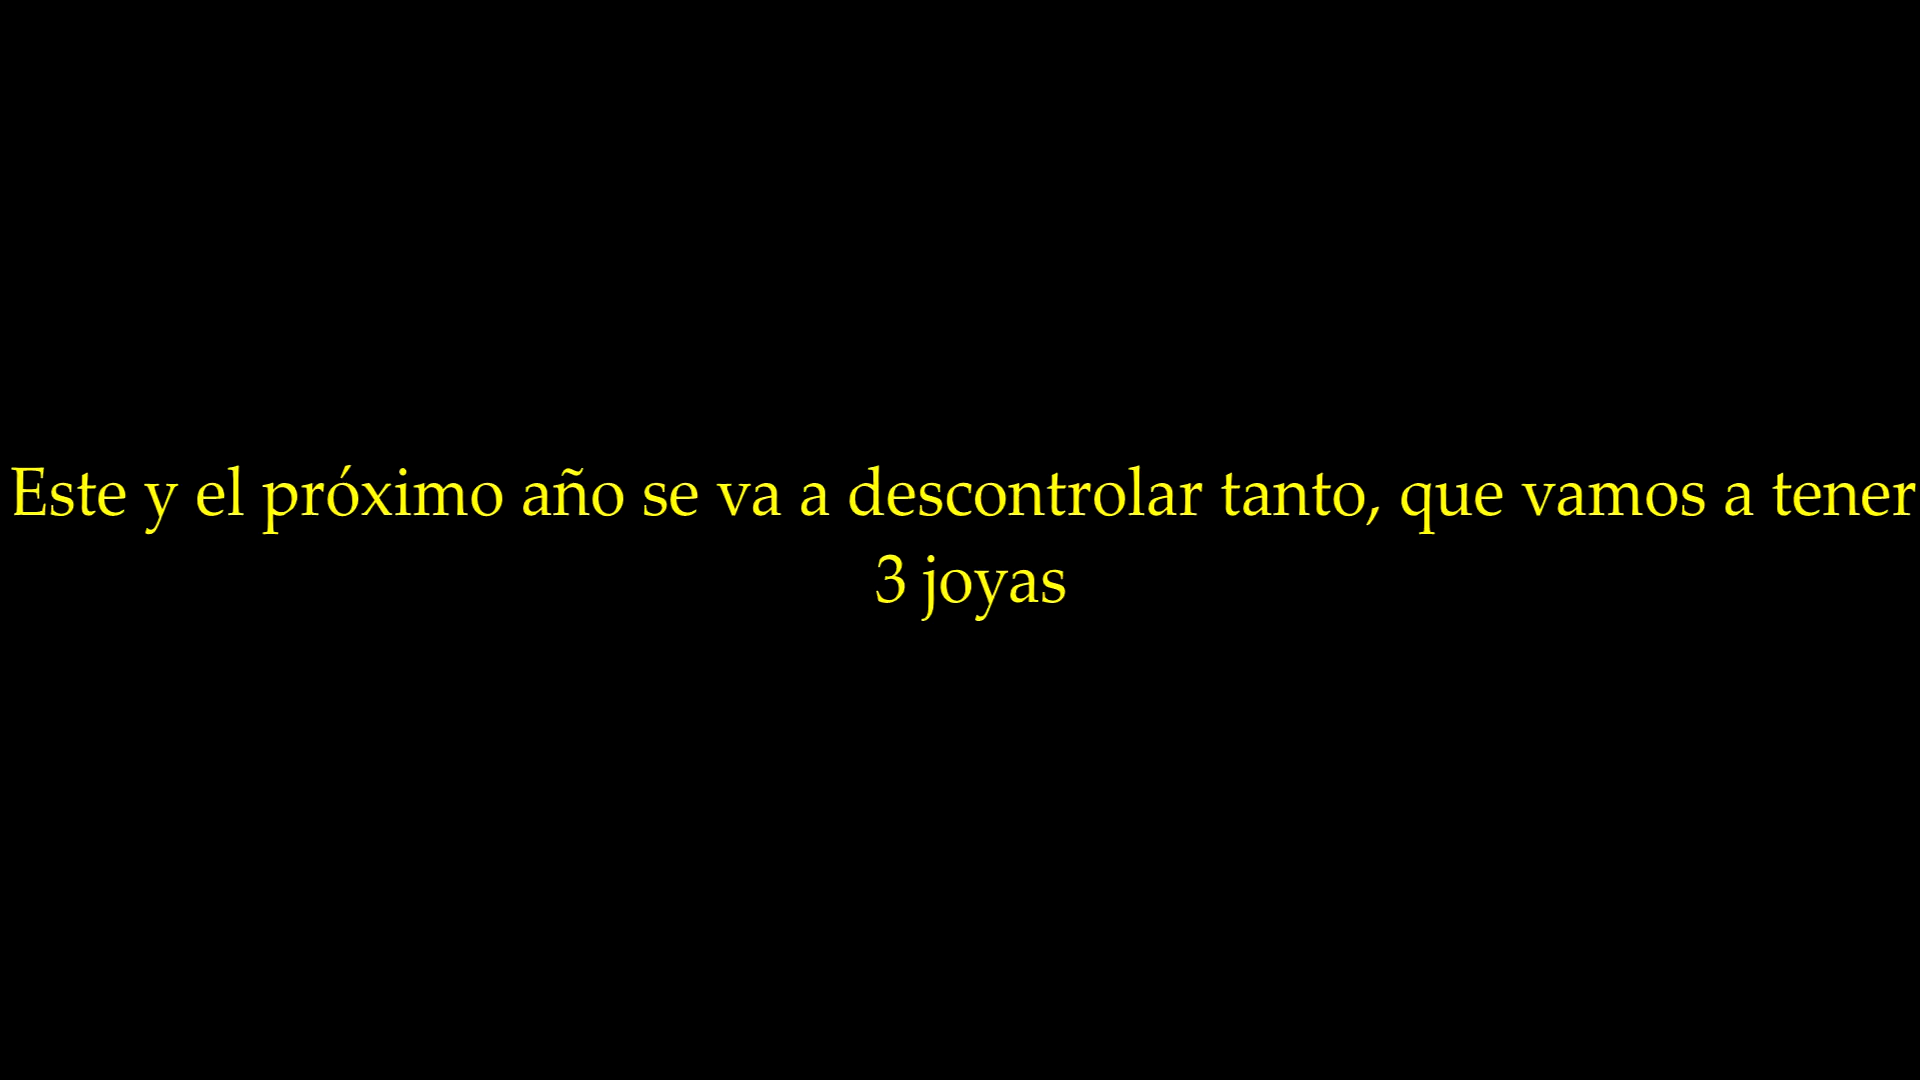 Este y el próximo año se va a descontrolar tanto, que vamos a tener
3 joyas